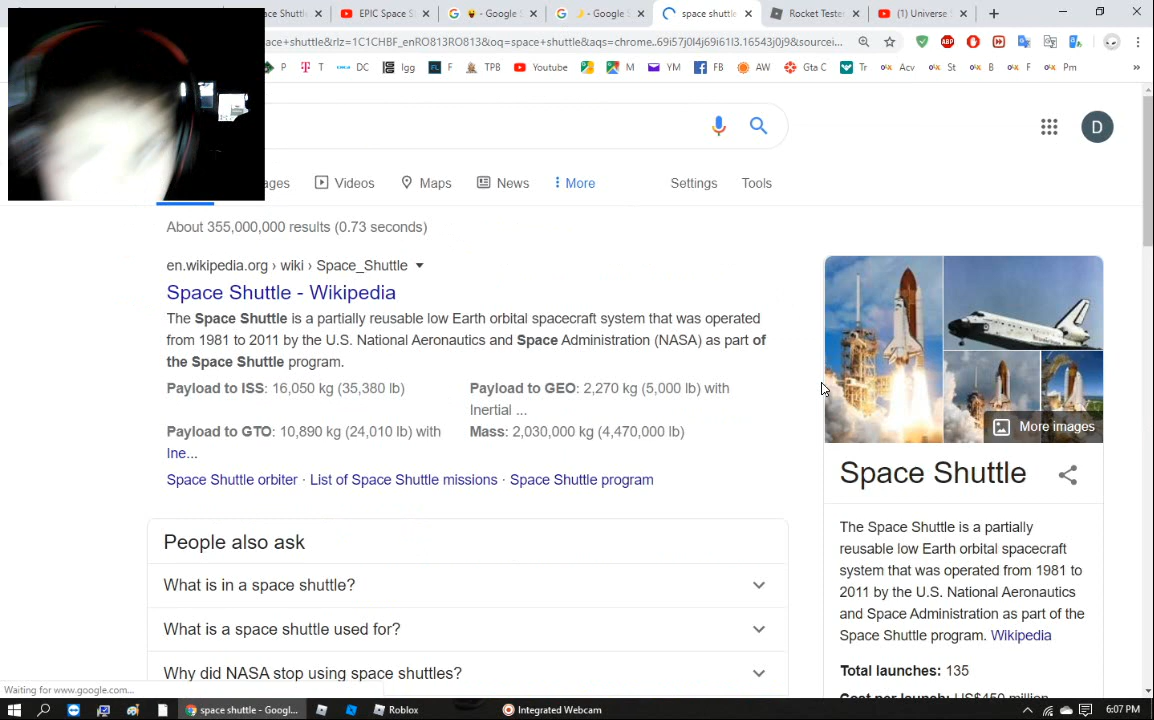 ace Shuttl
EPIC Space S
- Google
- Google S
space shuttle
Rocket Tester
(1) Universe
ace+shuttle&rlz=1C1CHBF_enRO813RO813&oq=space+shuttle&aqs=chrome..69i57j0l4j69i61l3.16543j0j9&sourcei...
P
T
DC
Igg
F
TPB
Youtube
M
YM
FB
AW
Gta C
Tr
Acv
St
B
F
Pm
»
D
ages
Videos
Maps
News
More
Settings
Tools
About 355,000,000 results (0.73 seconds)
en.wikipedia.org › wiki › Space_Shuttle
Space Shuttle - Wikipedia
The Space Shuttle is a partially reusable low Earth orbital spacecraft system that was operated
from 1981 to 2011 by the U.S. National Aeronautics and Space Administration (NASA) as part of
the Space Shuttle program.
Payload to ISS: 16,050 kg (35,380 lb)
Payload to GEO: 2,270 kg (5,000 lb) with
Inertial ...
Payload to GTO: 10,890 kg (24,010 lb) with
Ine...
Mass: 2,030,000 kg (4,470,000 lb)
Space Shuttle orbiter · List of Space Shuttle missions · Space Shuttle program
People also ask
What is in a space shuttle?
What is a space shuttle used for?
Why did NASA stop using space shuttles?
More images
Space Shuttle
The Space Shuttle is a partially
reusable low Earth orbital spacecraft
system that was operated from 1981 to
2011 by the U.S. National Aeronautics
and Space Administration as part of the
Space Shuttle program. Wikipedia
Total launches: 135
Cost per launch: US$450 million
Waiting for www.google.com...
space shuttle - Googl...
Roblox
Integrated Webcam
6:07 PM